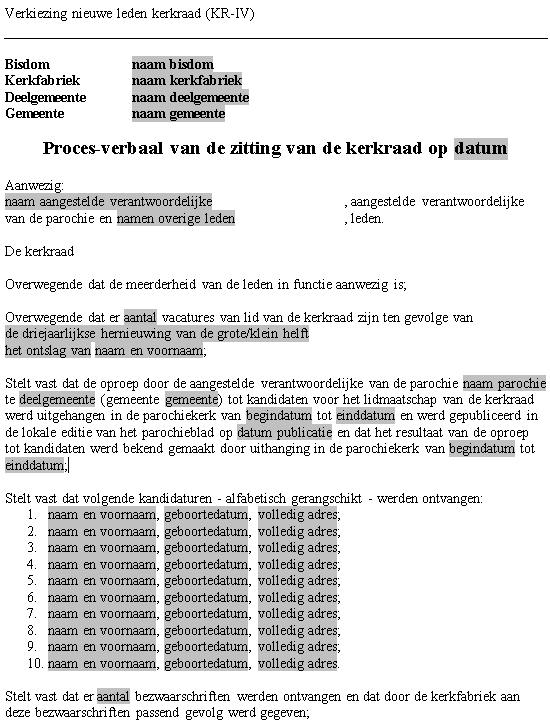 Verkiezing nieuwe leden kerkraad (KR-IV)
Bisdom naam bisdom
Kerkfabriek naam kerkfabriek
Deelgemeente naam deelgemeente
Gemeente naam gemeente
Proces-verbaal van de zitting van de kerkraad op datum
Aanwezig:
naam aangestelde verantwoordelijke , aangestelde verantwoordelijke
van de parochie en namen overige leden , leden.
De kerkraad
Overwegende dat de meerderheid van de leden in functie aanwezig is;
Overwegende dat er aantal vacatures van lid van de kerkraad zijn ten gevolge van
de driejaarlijkse hernieuwing van de grote/klein helft
het ontslag van naam en voornaam;
Stelt vast dat de oproep door de aangestelde verantwoordelijke van de parochie naam parochie
te deelgemeente (gemeente gemeente) tot kandidaten voor het lidmaatschap van de kerkraad
werd uitgehangen in de parochiekerk van begindatum tot einddatum en werd gepubliceerd in
de lokale editie van het parochieblad op datum publicatie en dat het resultaat van de oproep
tot kandidaten werd bekend gemaakt door uithanging in de parochiekerk van begindatum tot
einddatum;
Stelt vast dat volgende kandidaturen - alfabetisch gerangschikt - werden ontvangen:
1. naam en voornaam, geboortedatum, volledig adres;
2. naam en voornaam, geboortedatum, volledig adres;
3. naam en voornaam, geboortedatum, volledig adres;
4. naam en voornaam, geboortedatum, volledig adres;
5. naam en voornaam, geboortedatum, volledig adres;
6. naam en voornaam, geboortedatum, volledig adres;
7. naam en voornaam, geboortedatum, volledig adres;
8. naam en voornaam, geboortedatum, volledig adres;
9. naam en voornaam, geboortedatum, volledig adres;
10. naam en voornaam, geboortedatum, volledig adres.
Stelt vast dat er aantal bezwaarschriften werden ontvangen en dat door de kerkfabriek aan
deze bezwaarschriften passend gevolg werd gegeven;